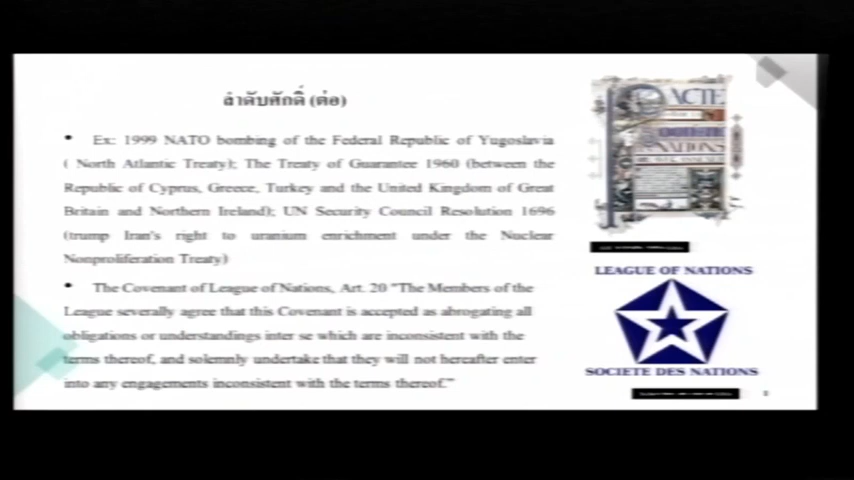 ลำดับศักดิ์ (ต่อ)
• Ex: 1999 NATO bombing of the Federal Republic of Yugoslavia
( North Atlantic Treaty); The Treaty of Guarantee 1960 (between the
Republic of Cyprus, Greece, Turkey and the United Kingdom of Great
Britain and Northern Ireland); UN Security Council Resolution 1696
(trump Iran's right to uranium enrichment under the Nuclear
Nonproliferation Treaty)
• The Covenant of League of Nations, Art. 20 "The Members of the
League severally agree that this Covenant is accepted as abrogating all
obligations or understandings inter se which are inconsistent with the
terms thereof, and solemnly undertake that they will not hereafter enter
into any engagements inconsistent with the terms thereof."
PACTE
NATIONS
LEAGUE OF NATIONS
SOCIETE DES NATIONS